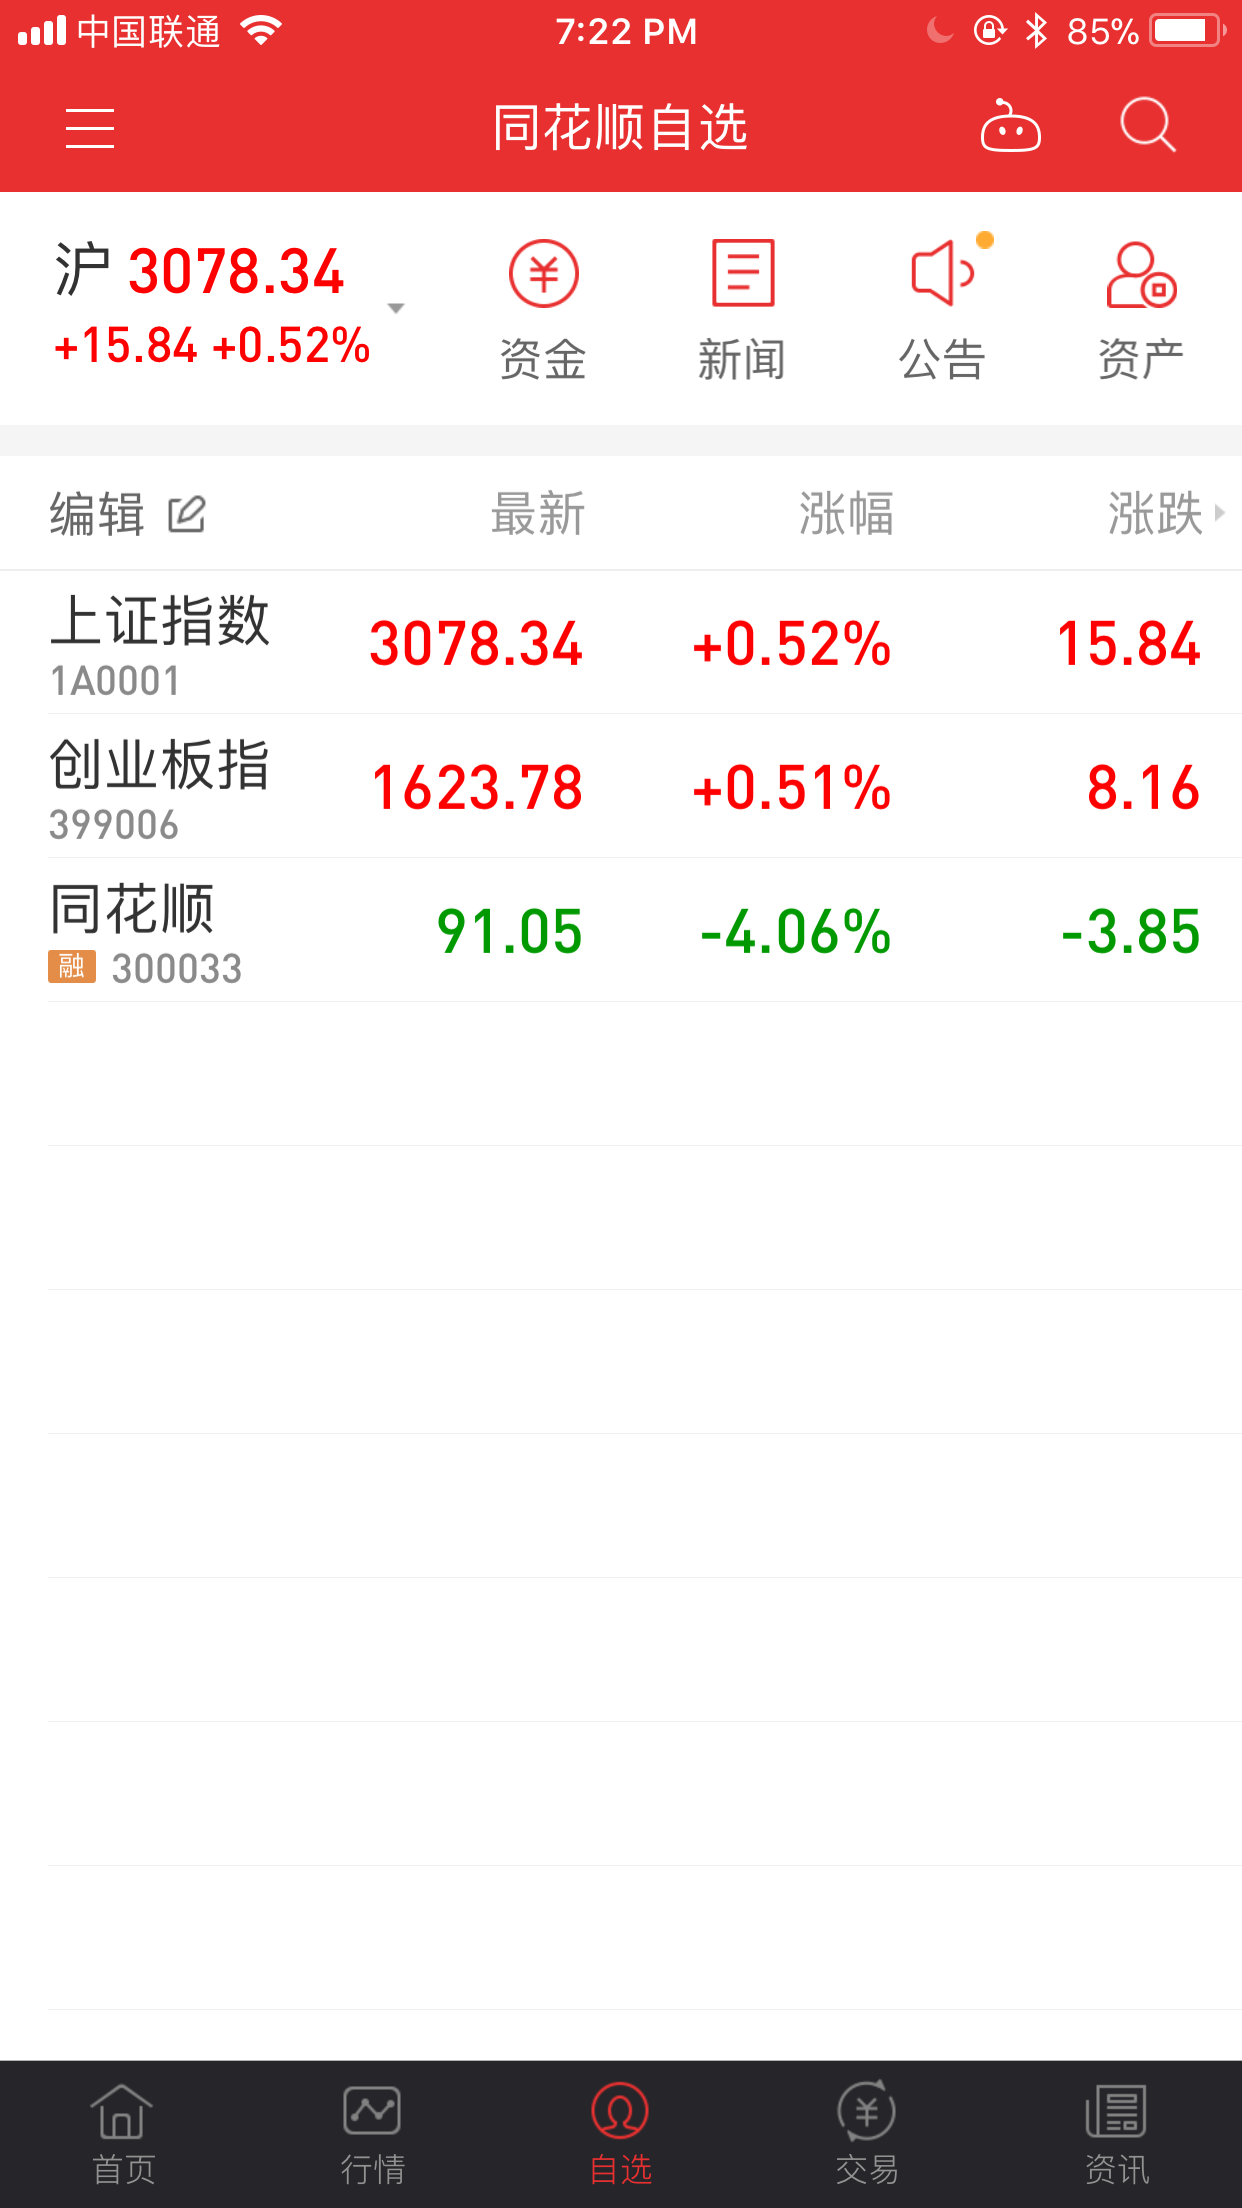 中国联通 7:22 PM 85%
同花顺自选
沪 3078.34
+15.84 +0.52%
资金 新闻 公告 资产
编辑 最新 涨幅 涨跌
上证指数 3078.34 +0.52% 15.84
1A0001
创业板指 1623.78 +0.51% 8.16
399006
同花顺 91.05 -4.06% -3.85
融 300033
首页 行情 自选 交易 资讯